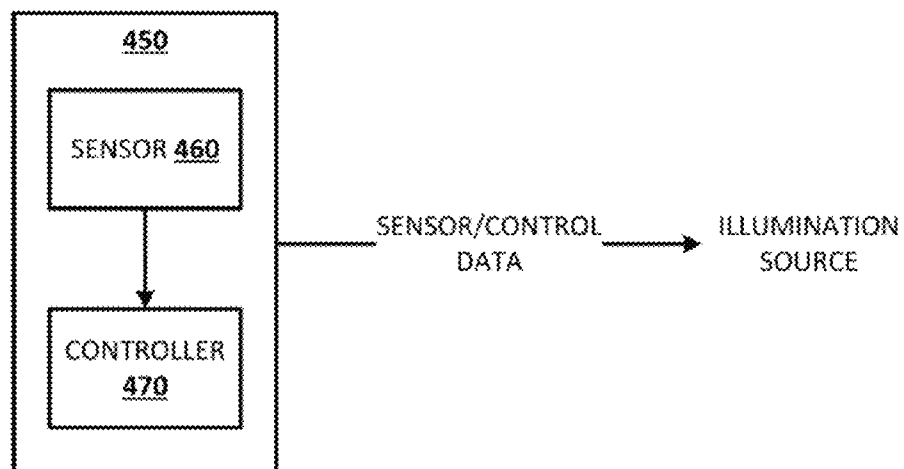 450
SENSOR 460
CONTROLLER
470
SENSOR/CONTROL
DATA
ILLUMINATION
SOURCE